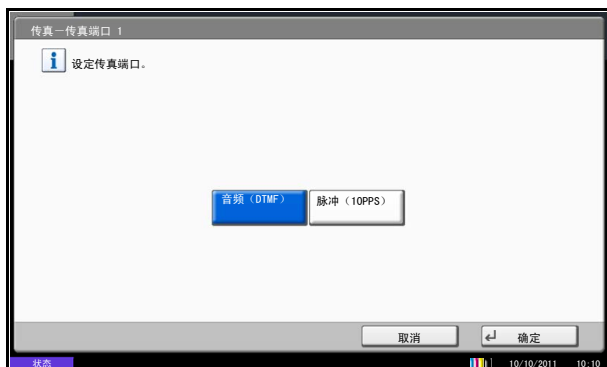 传真－传真端口 1
设定传真端口。
音频（DTMF） 脉冲（10PPS）
取消 确定
状态 10/10/2011 10:10